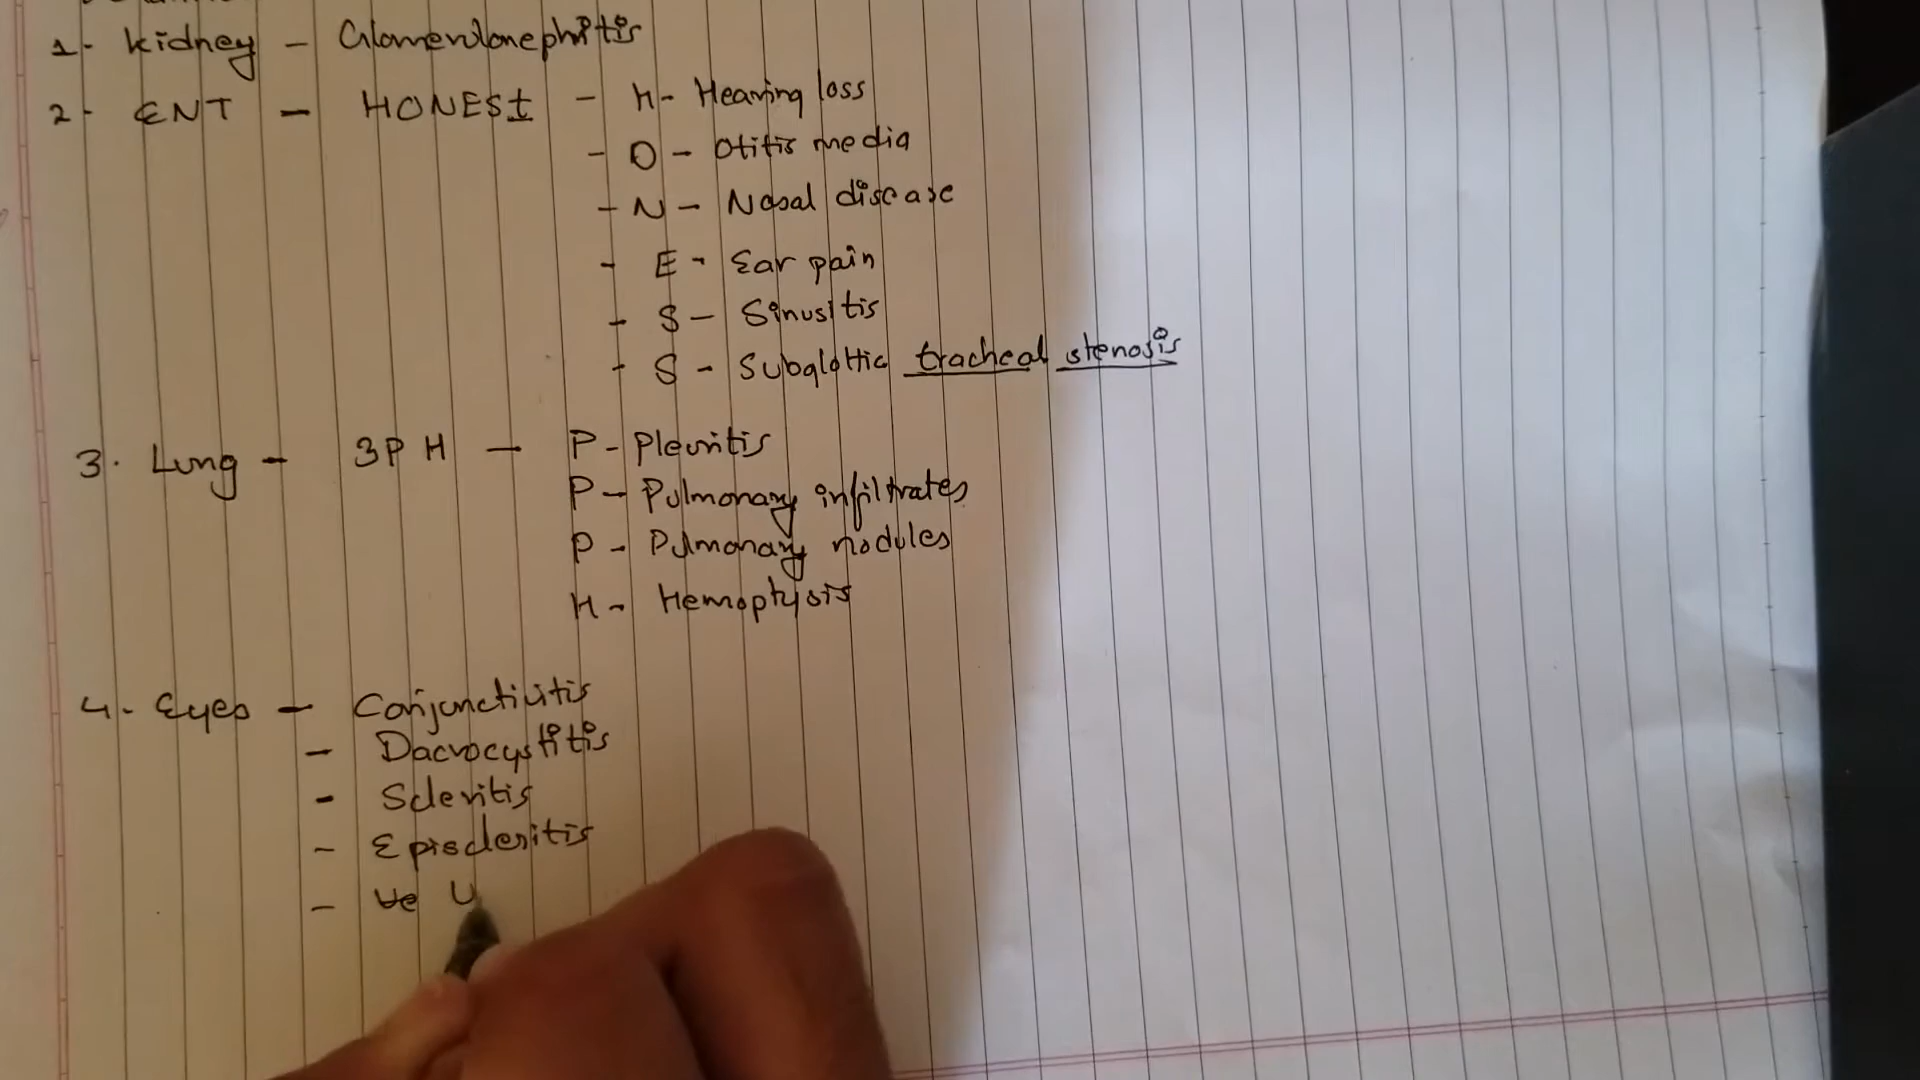 1- Kidney - Glomerulonephritis
2- ENT - HONEST - H- Hearing loss
- O - Otitis media
- N - Nasal disease
- E - Ear pain
- S - Sinusitis
- S - Subglottic tracheal stenosis
3. Lung - 3P H - P - Pleuritis
P - Pulmonary infiltrates
P - Pulmonary nodules
H - Hemoptysis
4- Eyes - Conjunctivitis
- Dacrocystitis
- Scleritis
- Episcleritis
- U